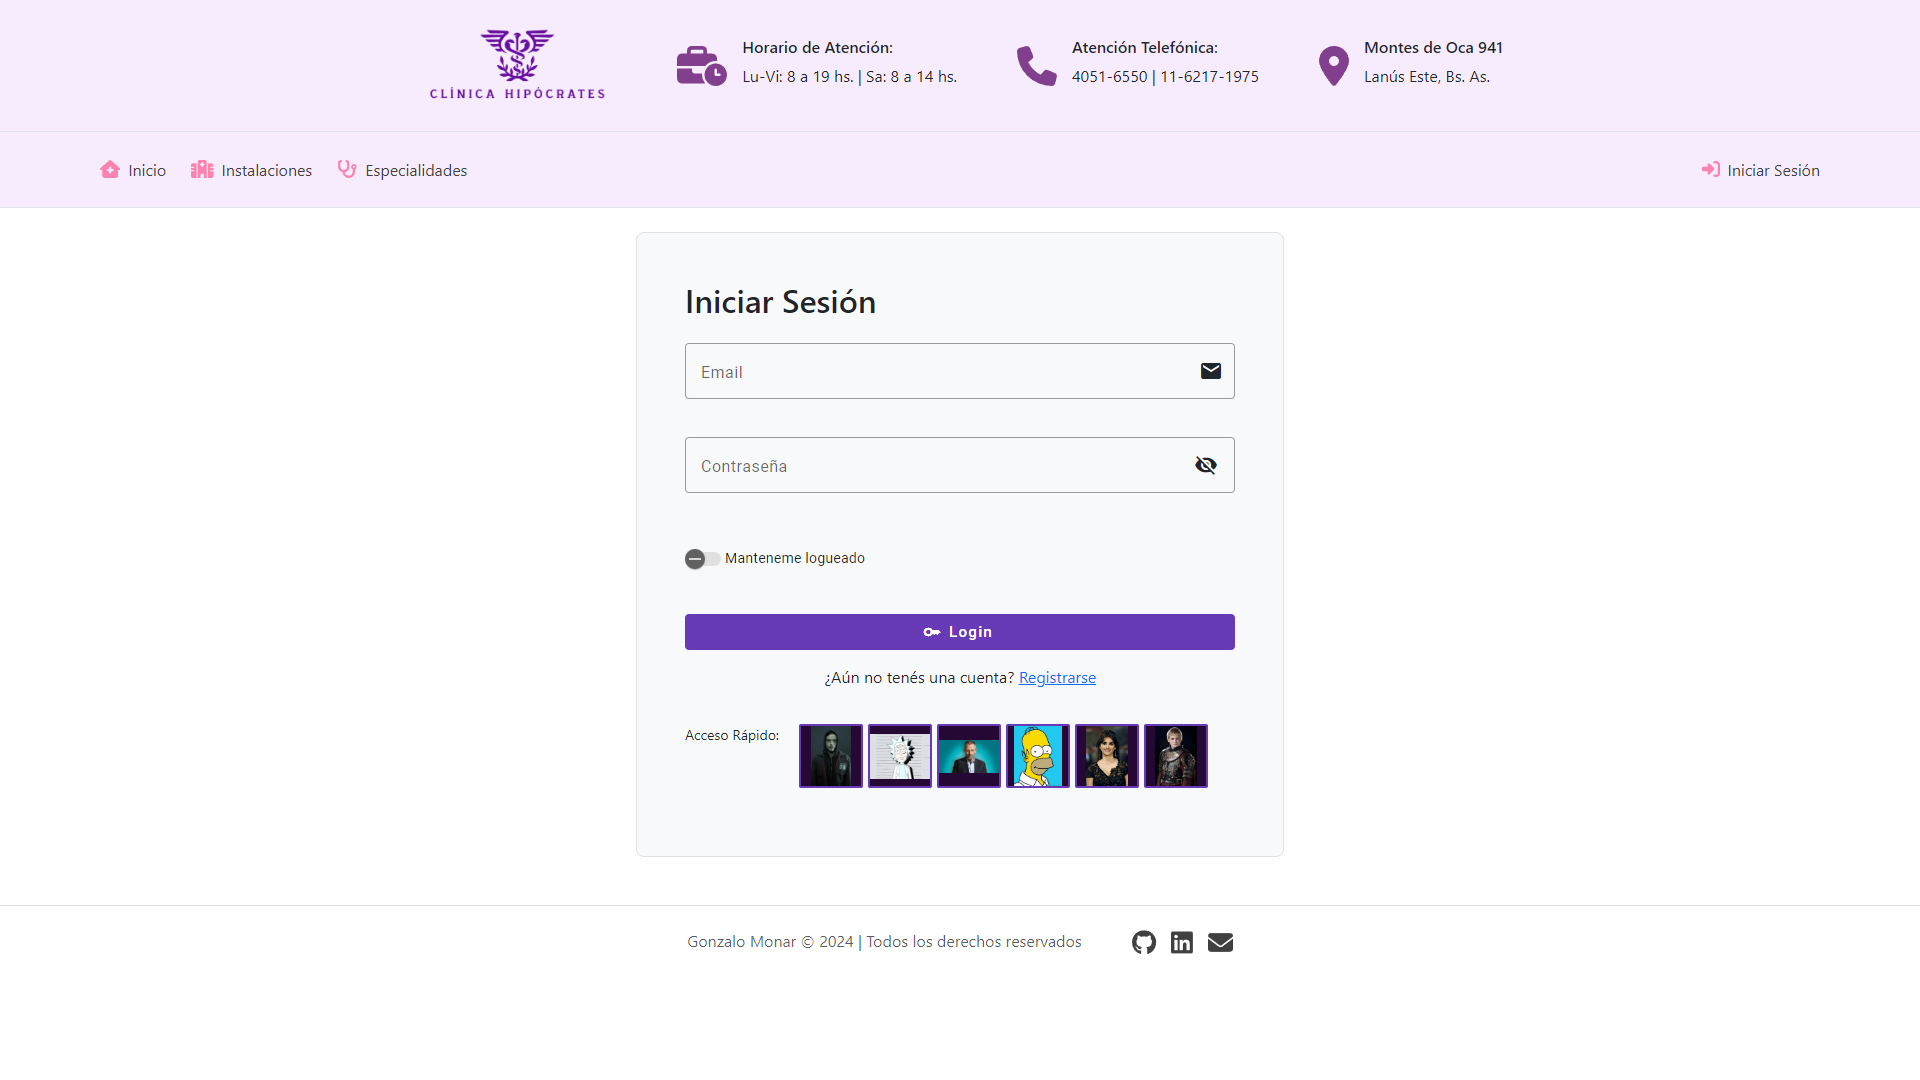 CLÍNICA HIPÓCRATES
Horario de Atención:
Lu-Vi: 8 a 19 hs. | Sa: 8 a 14 hs.
Atención Telefónica:
4051-6550 | 11-6217-1975
Montes de Oca 941
Lanús Este, Bs. As.
Inicio
Instalaciones
Especialidades
Iniciar Sesión
Iniciar Sesión
Email
Contraseña
Manteneme logueado
Login
¿Aún no tenés una cuenta? Registrarse
Acceso Rápido:
Gonzalo Monar © 2024 | Todos los derechos reservados